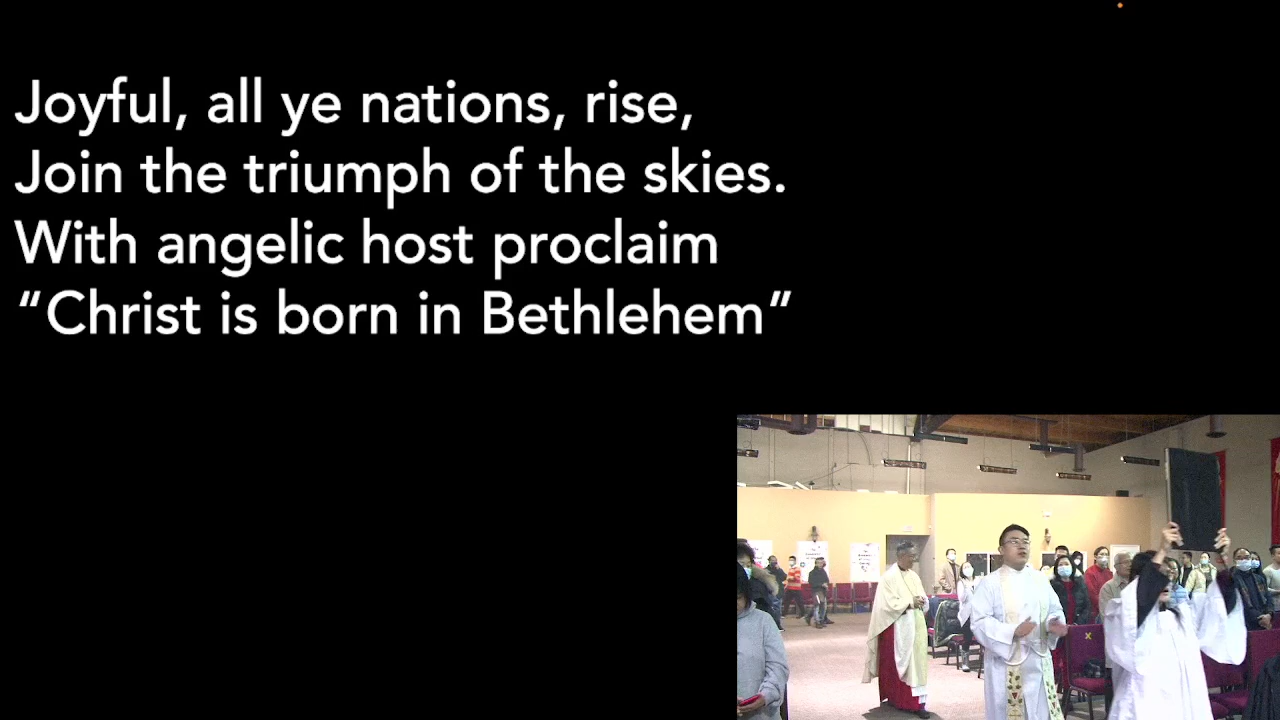 Joyful, all ye nations, rise,
Join the triumph of the skies.
With angelic host proclaim
“Christ is born in Bethlehem”